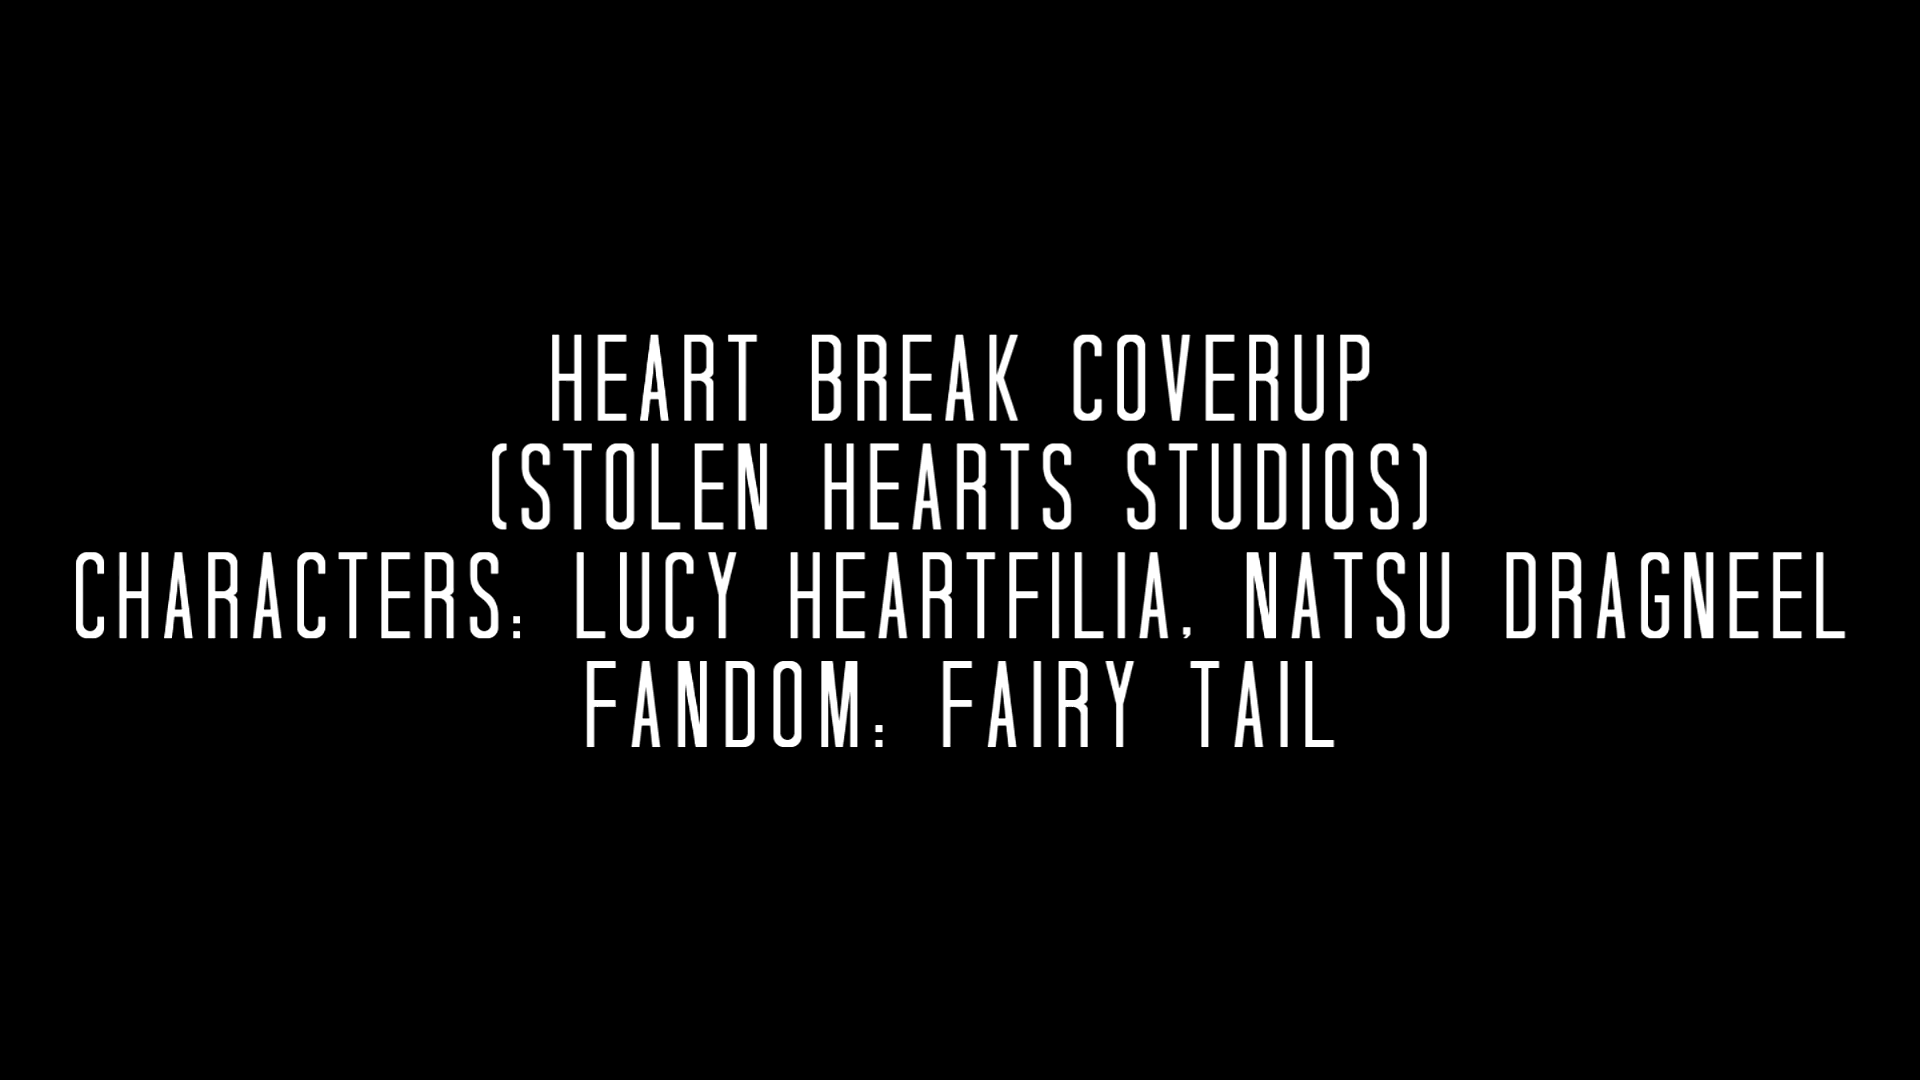 HEART BREAK COVERUP
(STOLEN HEARTS STUDIOS)
CHARACTERS: LUCY HEARTFILIA, NATSU DRAGNEEL
FANDOM: FAIRY TAIL